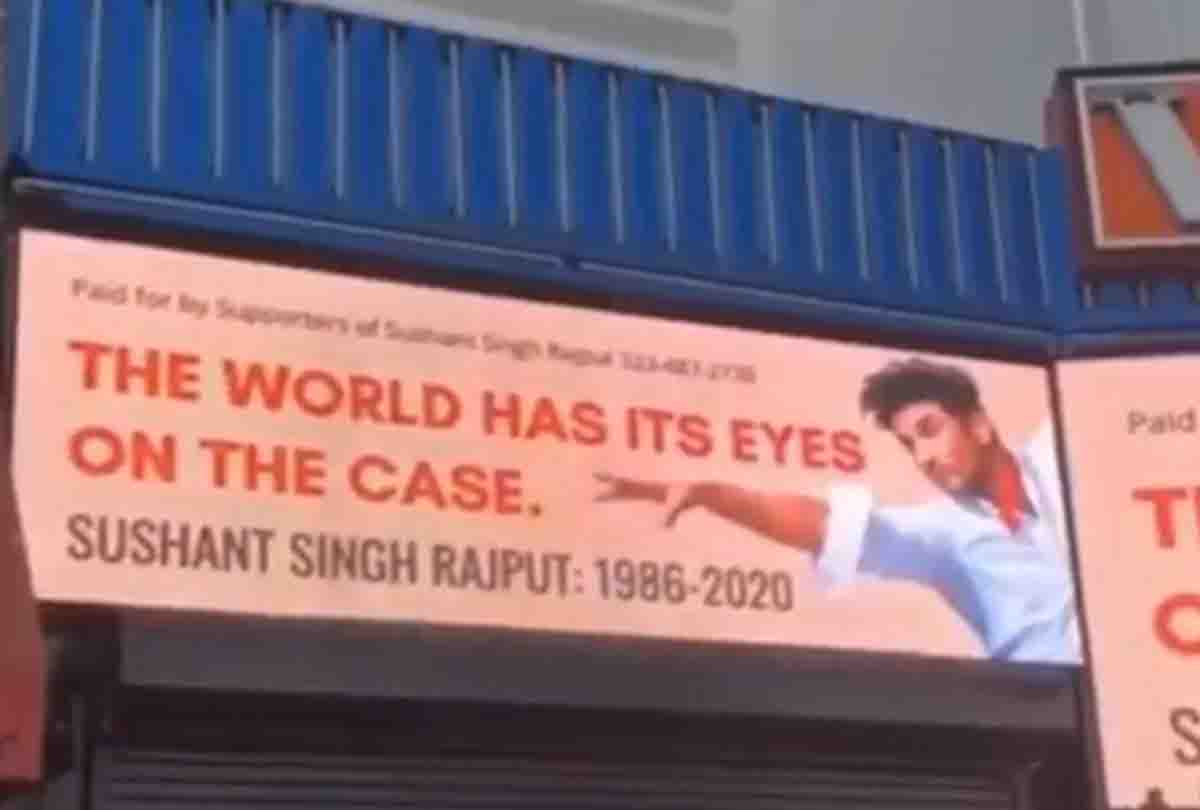 Paid for by Supporters of Sushant Singh Rajput
THE WORLD HAS ITS EYES
ON THE CASE.
SUSHANT SINGH RAJPUT: 1986-2020
Paid